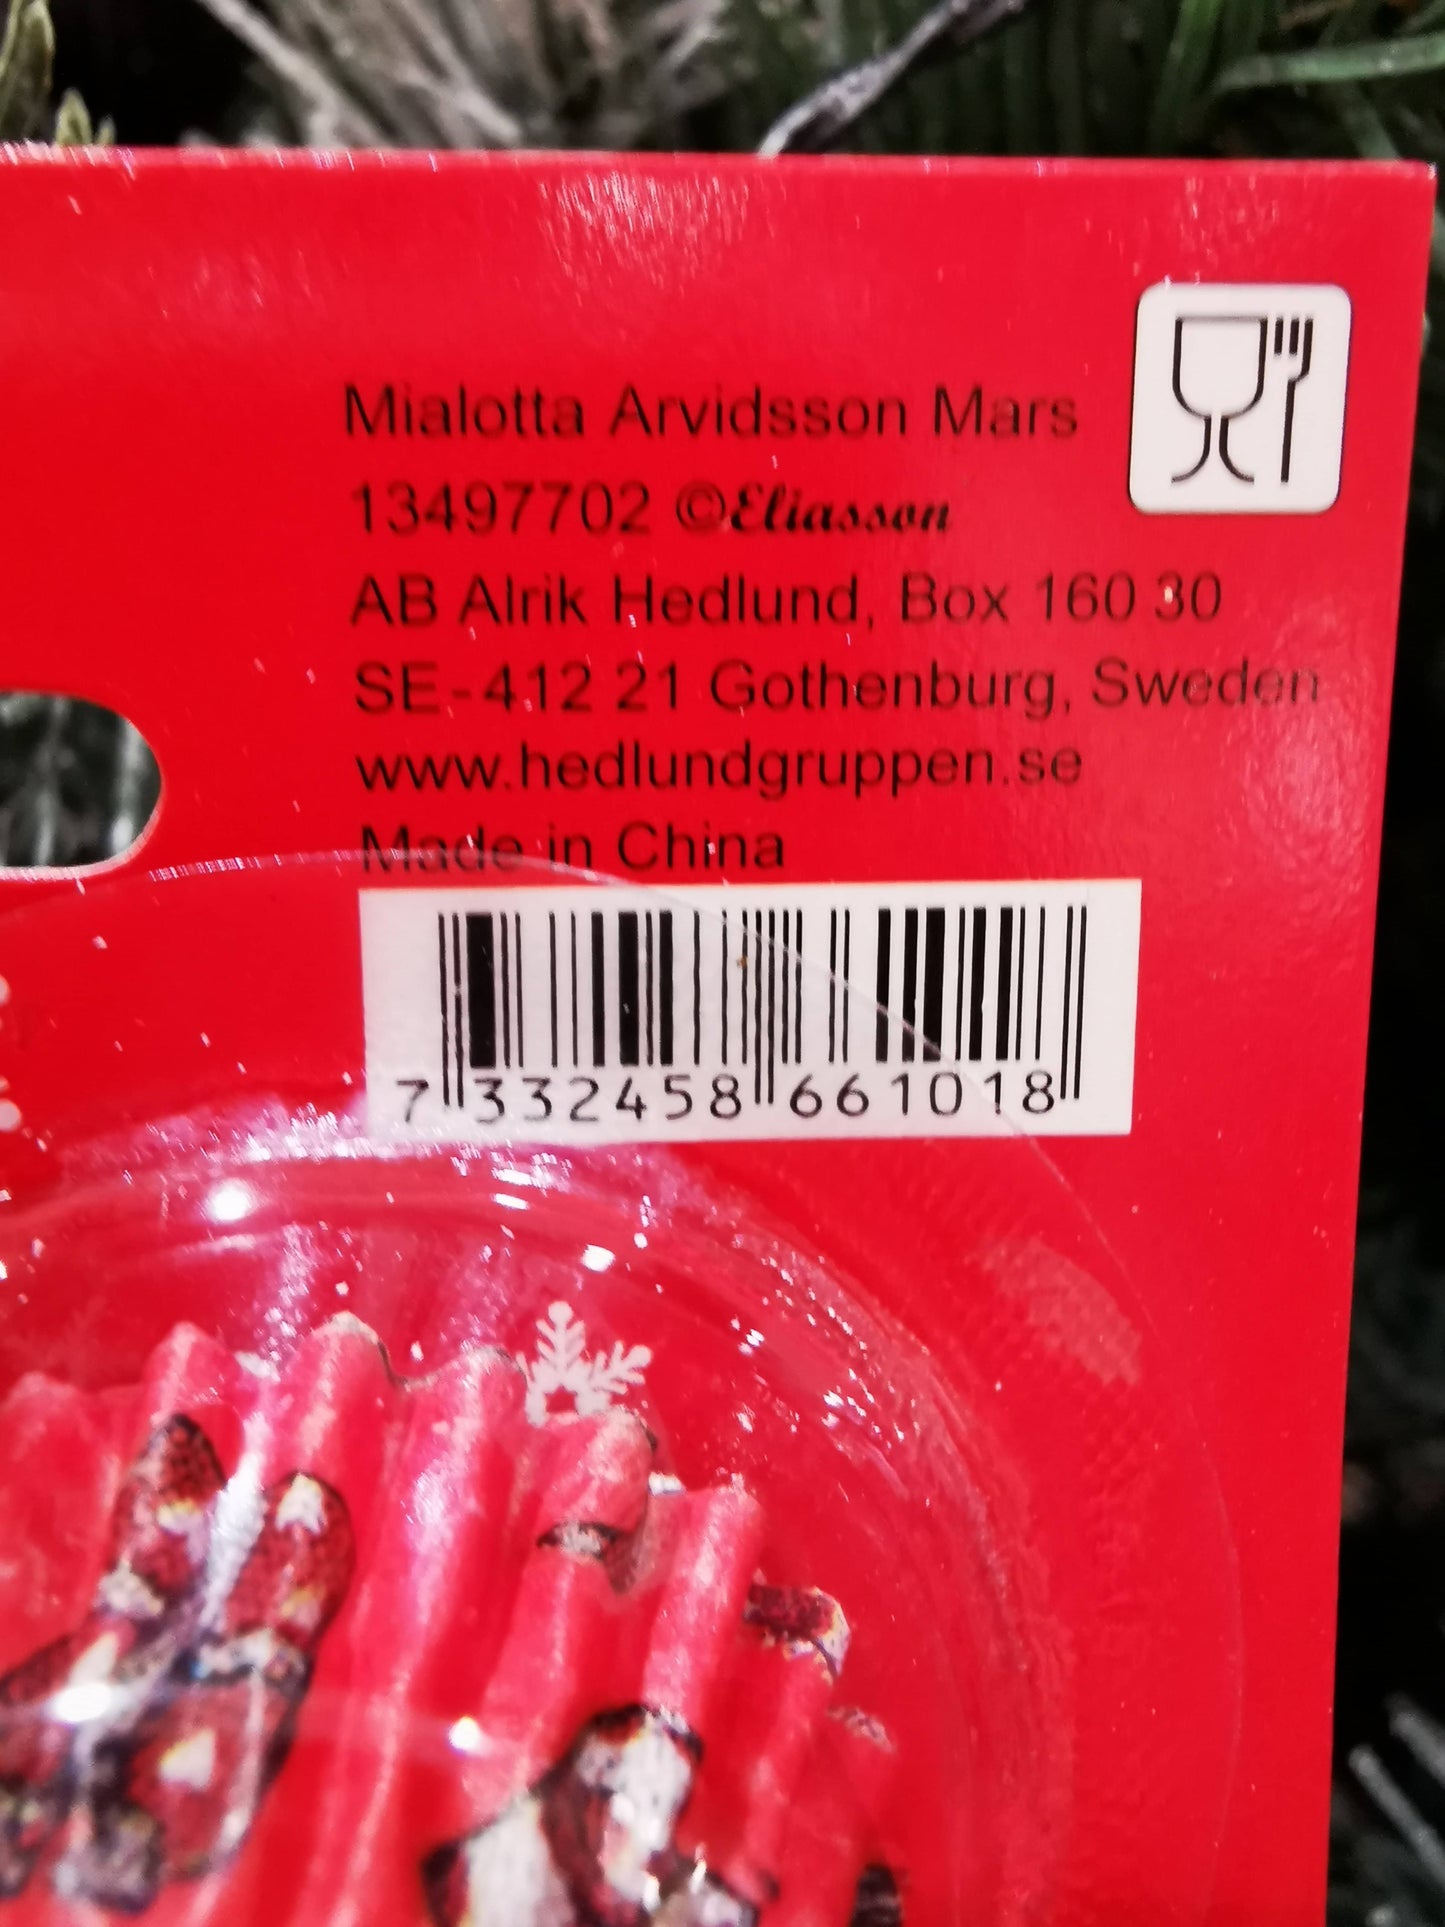 Mialotta Arvidsson Mars
13497702 ©Eliasson
AB Alrik Hedlund, Box 160 30
SE-412 21 Gothenburg, Sweden
www.hedlundgruppen.se
Made in China
7 332458 661018